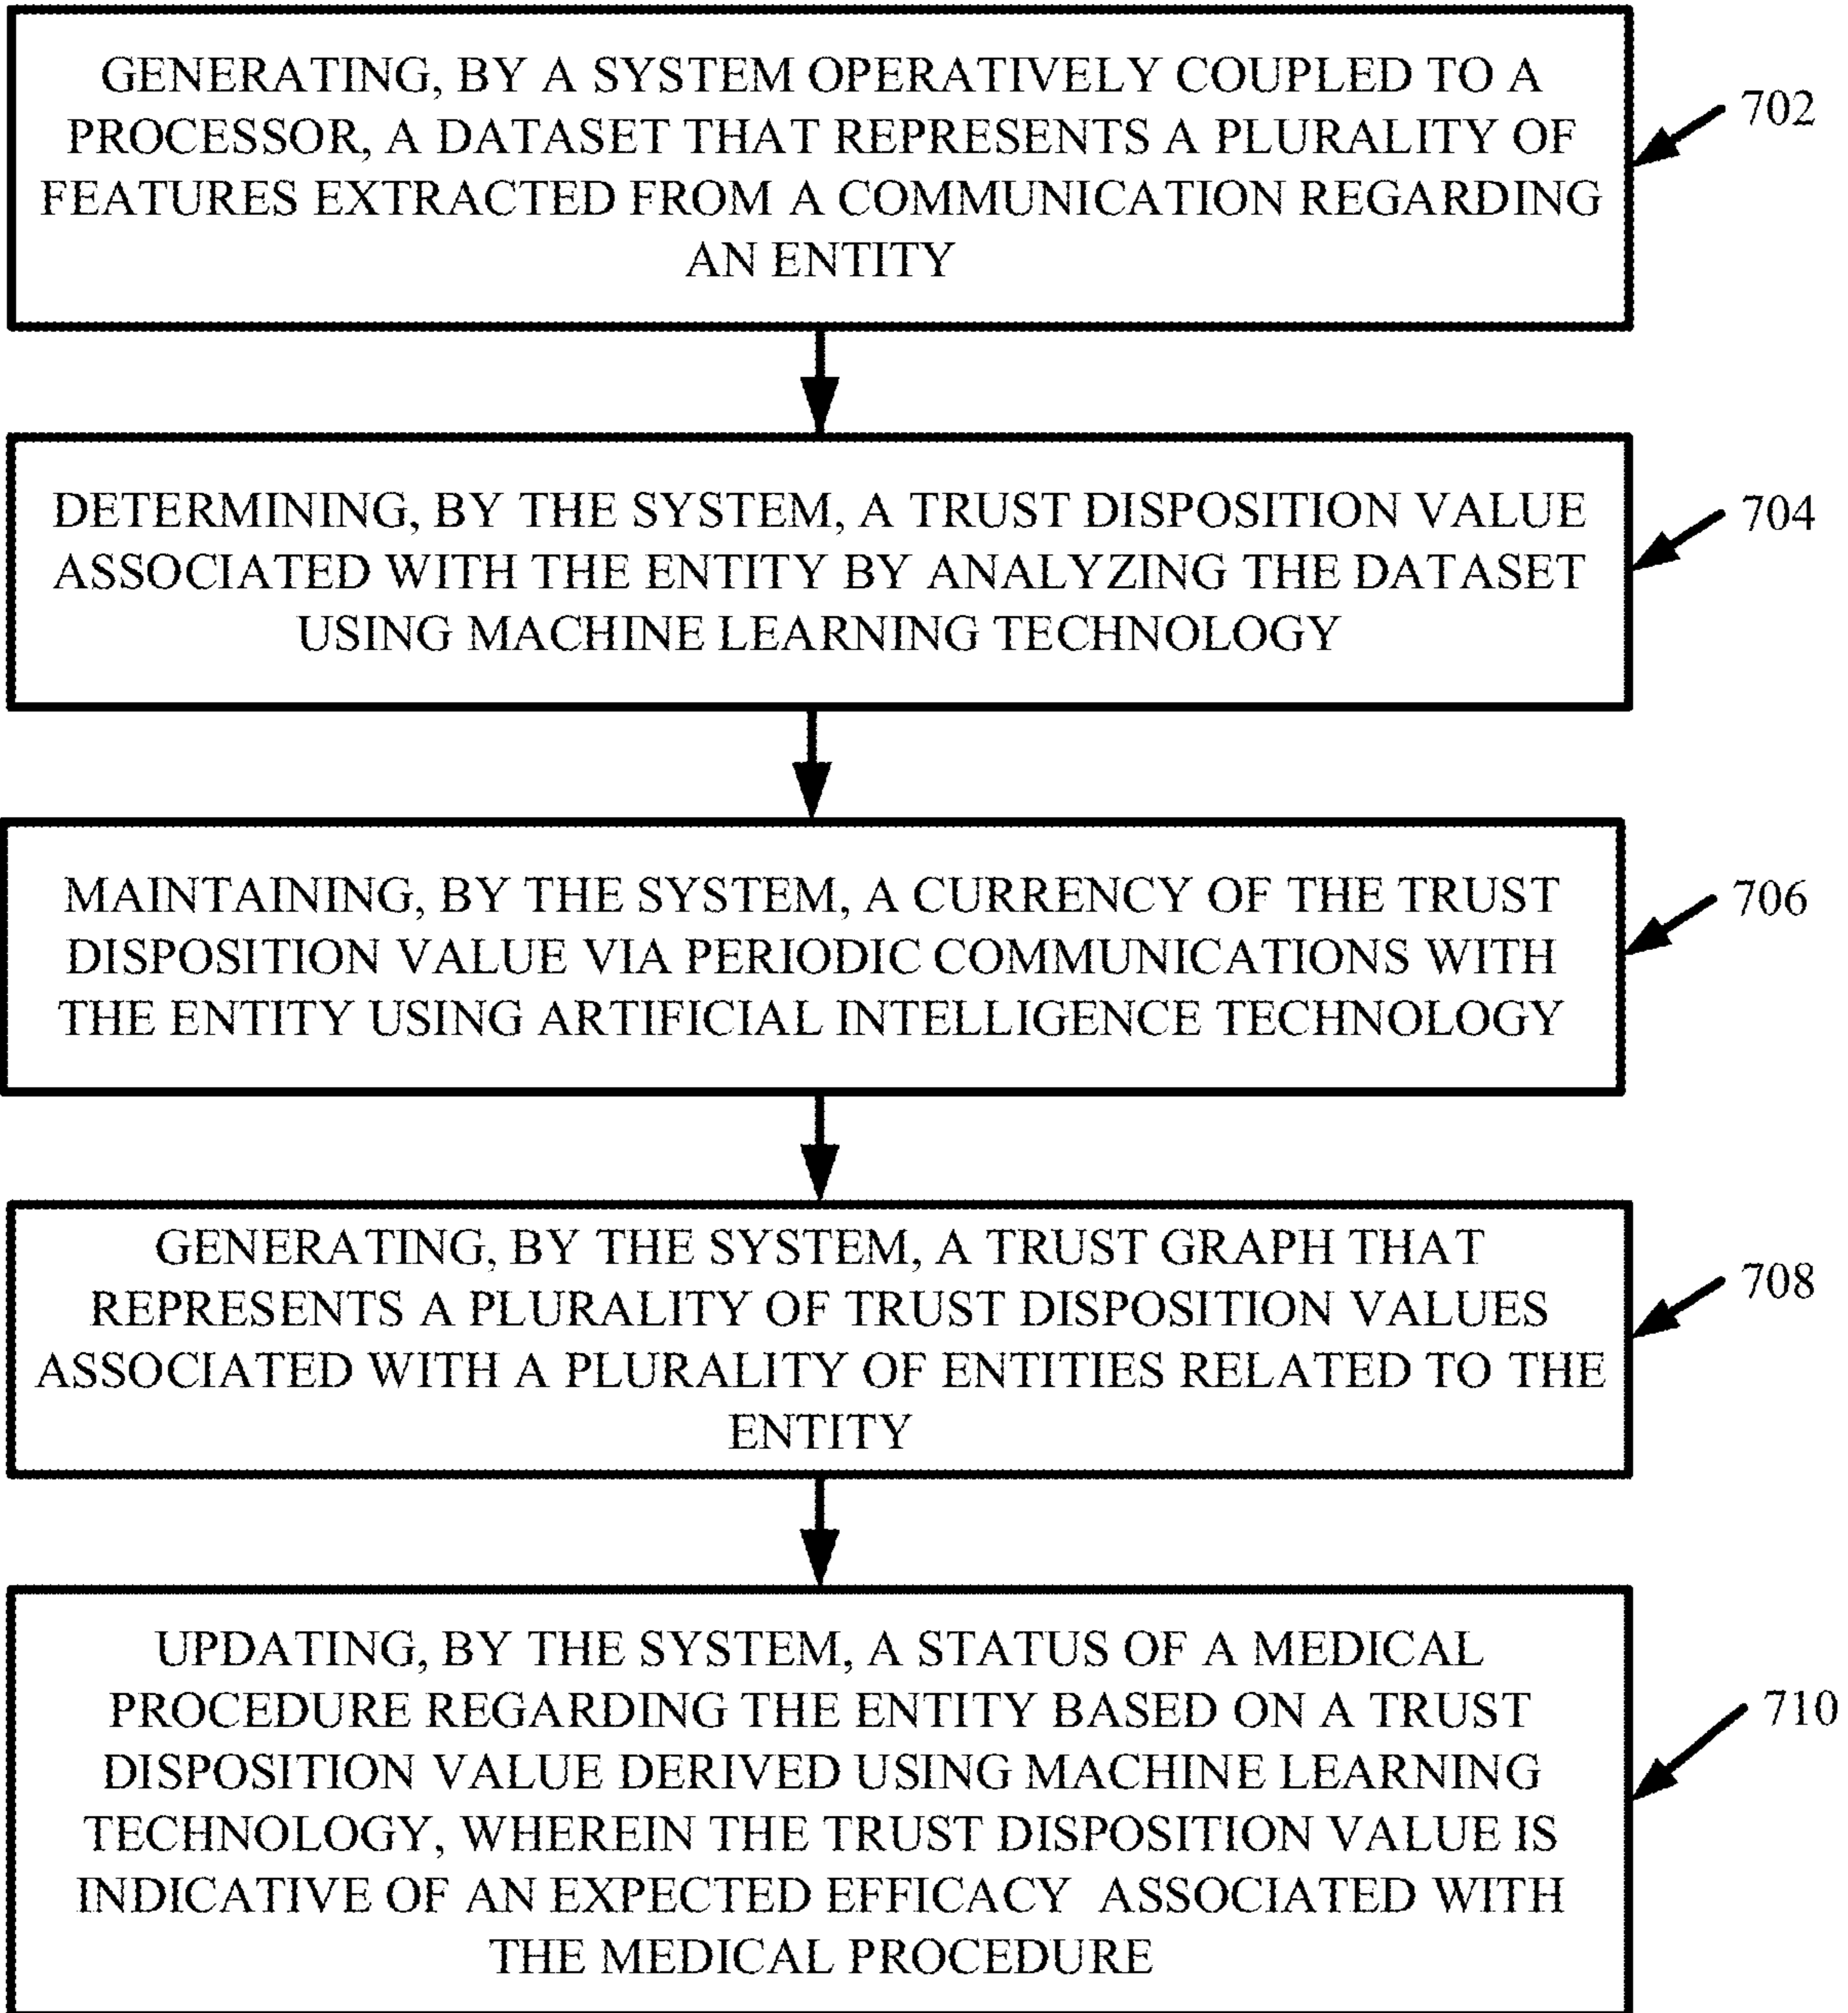 GENERATING, BY A SYSTEM OPERATIVELY COUPLED TO A
PROCESSOR, A DATASET THAT REPRESENTS A PLURALITY OF
FEATURES EXTRACTED FROM A COMMUNICATION REGARDING
AN ENTITY
702
DETERMINING, BY THE SYSTEM, A TRUST DISPOSITION VALUE
ASSOCIATED WITH THE ENTITY BY ANALYZING THE DATASET
USING MACHINE LEARNING TECHNOLOGY
704
MAINTAINING, BY THE SYSTEM, A CURRENCY OF THE TRUST
DISPOSITION VALUE VIA PERIODIC COMMUNICATIONS WITH
THE ENTITY USING ARTIFICIAL INTELLIGENCE TECHNOLOGY
706
GENERATING, BY THE SYSTEM, A TRUST GRAPH THAT
REPRESENTS A PLURALITY OF TRUST DISPOSITION VALUES
ASSOCIATED WITH A PLURALITY OF ENTITIES RELATED TO THE
ENTITY
708
UPDATING, BY THE SYSTEM, A STATUS OF A MEDICAL
PROCEDURE REGARDING THE ENTITY BASED ON A TRUST
DISPOSITION VALUE DERIVED USING MACHINE LEARNING
TECHNOLOGY, WHEREIN THE TRUST DISPOSITION VALUE IS
INDICATIVE OF AN EXPECTED EFFICACY ASSOCIATED WITH
THE MEDICAL PROCEDURE
710